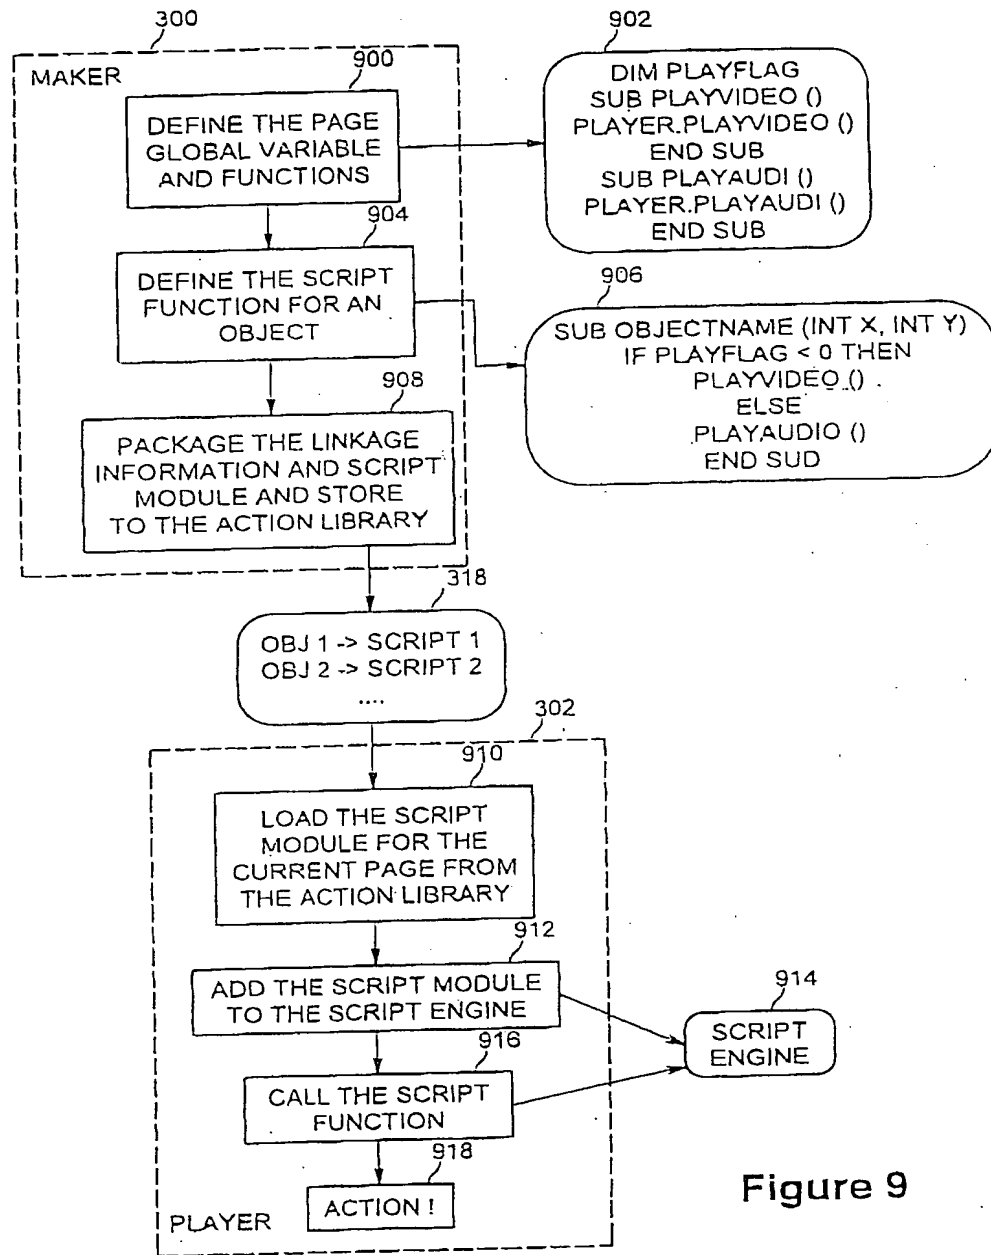 300
MAKER
900
DEFINE THE PAGE
GLOBAL VARIABLE
AND FUNCTIONS
902
DIM PLAYFLAG
SUB PLAYVIDEO ()
PLAYER.PLAYVIDEO ()
END SUB
SUB PLAYAUDI ()
PLAYER.PLAYAUDI ()
END SUB
904
DEFINE THE SCRIPT
FUNCTION FOR AN
OBJECT
906
SUB OBJECTNAME (INT X, INT Y)
IF PLAYFLAG < 0 THEN
PLAYVIDEO ()
ELSE
PLAYAUDIO ()
END SUD
908
PACKAGE THE LINKAGE
INFORMATION AND SCRIPT
MODULE AND STORE
TO THE ACTION LIBRARY
318
OBJ 1 -> SCRIPT 1
OBJ 2 -> SCRIPT 2
....
302
910
LOAD THE SCRIPT
MODULE FOR THE
CURRENT PAGE FROM
THE ACTION LIBRARY
912
ADD THE SCRIPT MODULE
TO THE SCRIPT ENGINE
914
SCRIPT
ENGINE
916
CALL THE SCRIPT
FUNCTION
918
ACTION !
PLAYER
Figure 9